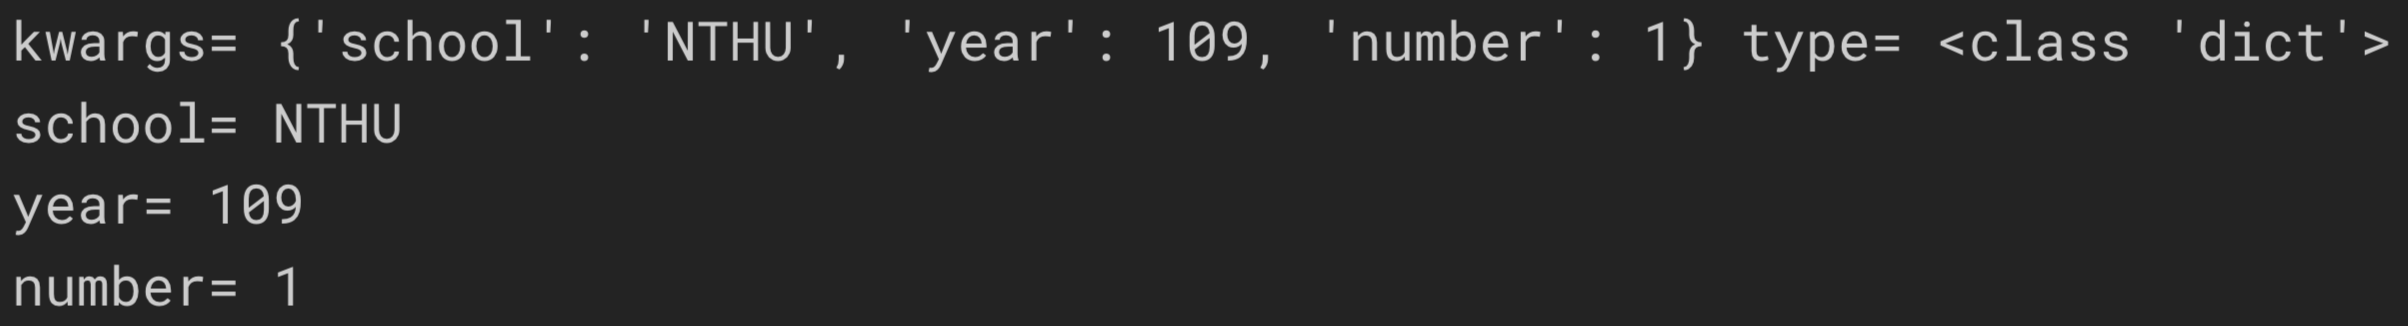 kwargs= {'school': 'NTHU', 'year': 109, 'number': 1} type= <class 'dict'>
school= NTHU
year= 109
number= 1